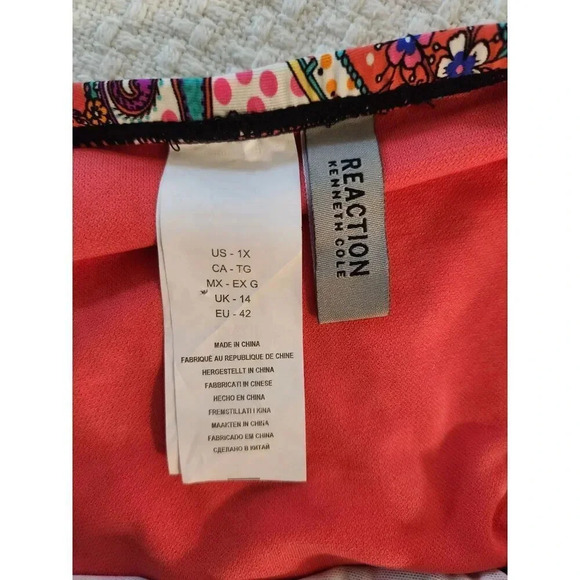 REACTION
KENNETH COLE
US - 1X
CA - TG
MX - EX G
UK - 14
EU - 42
MADE IN CHINA
FABRIQUÉ AU REPUBLIQUE DE CHINE
HERGESTELLT IN CHINA
FABBRICATI IN CINESE
HECHO EN CHINA
FREMSTILLATI I KINA
MAAKTEN IN CHINA
FABRICADO EM CHINA
СДЕЛАНО В КИТАЙ